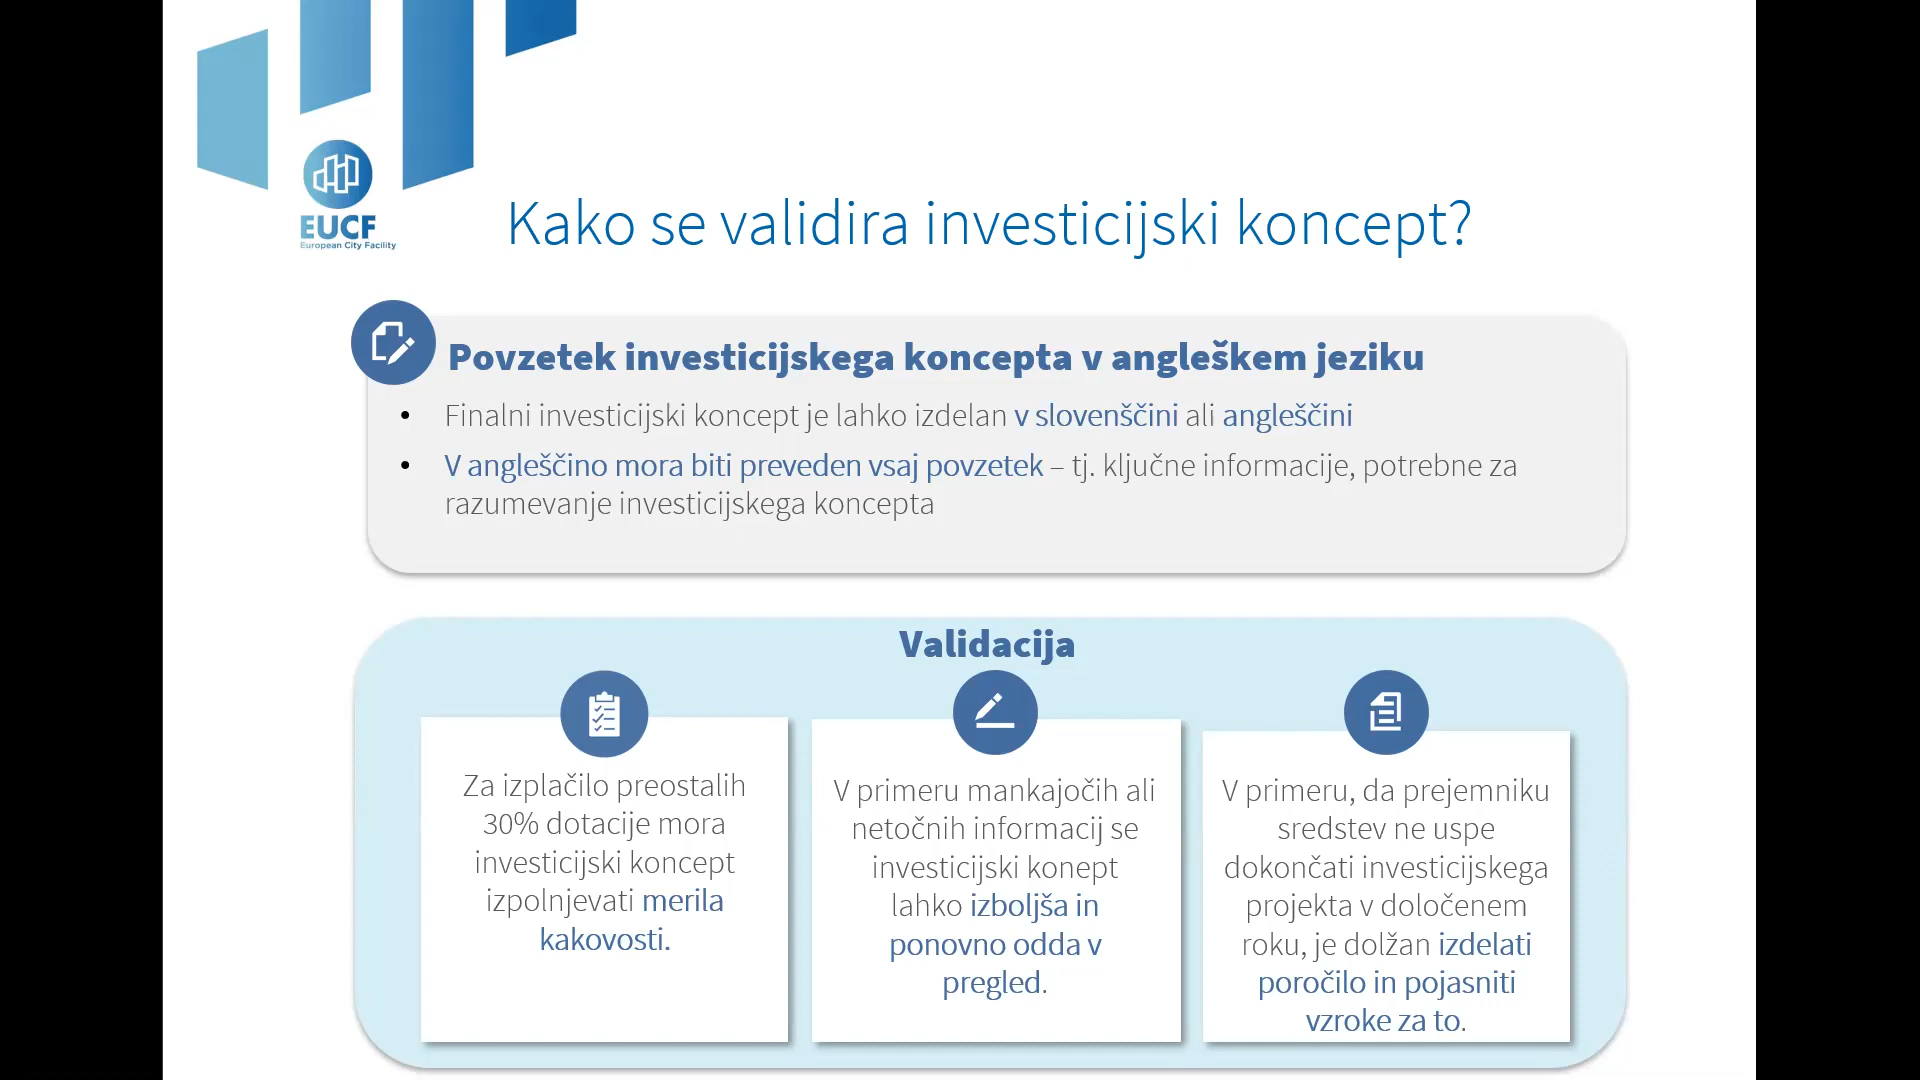 EUCF
European City Facility
Kako se validira investicijski koncept?
Povzetek investicijskega koncepta v angleškem jeziku
• Finalni investicijski koncept je lahko izdelan v slovenščini ali angleščini
• V angleščino mora biti preveden vsaj povzetek – tj. ključne informacije, potrebne za
razumevanje investicijskega koncepta
Validacija
Za izplačilo preostalih
30% dotacije mora
investicijski koncept
izpolnjevati merila
kakovosti.
V primeru mankajočih ali
netočnih informacij se
investicijski konept
lahko izboljša in
ponovno odda v
pregled.
V primeru, da prejemniku
sredstev ne uspe
dokončati investicijskega
projekta v določenem
roku, je dolžan izdelati
poročilo in pojasniti
vzroke za to.